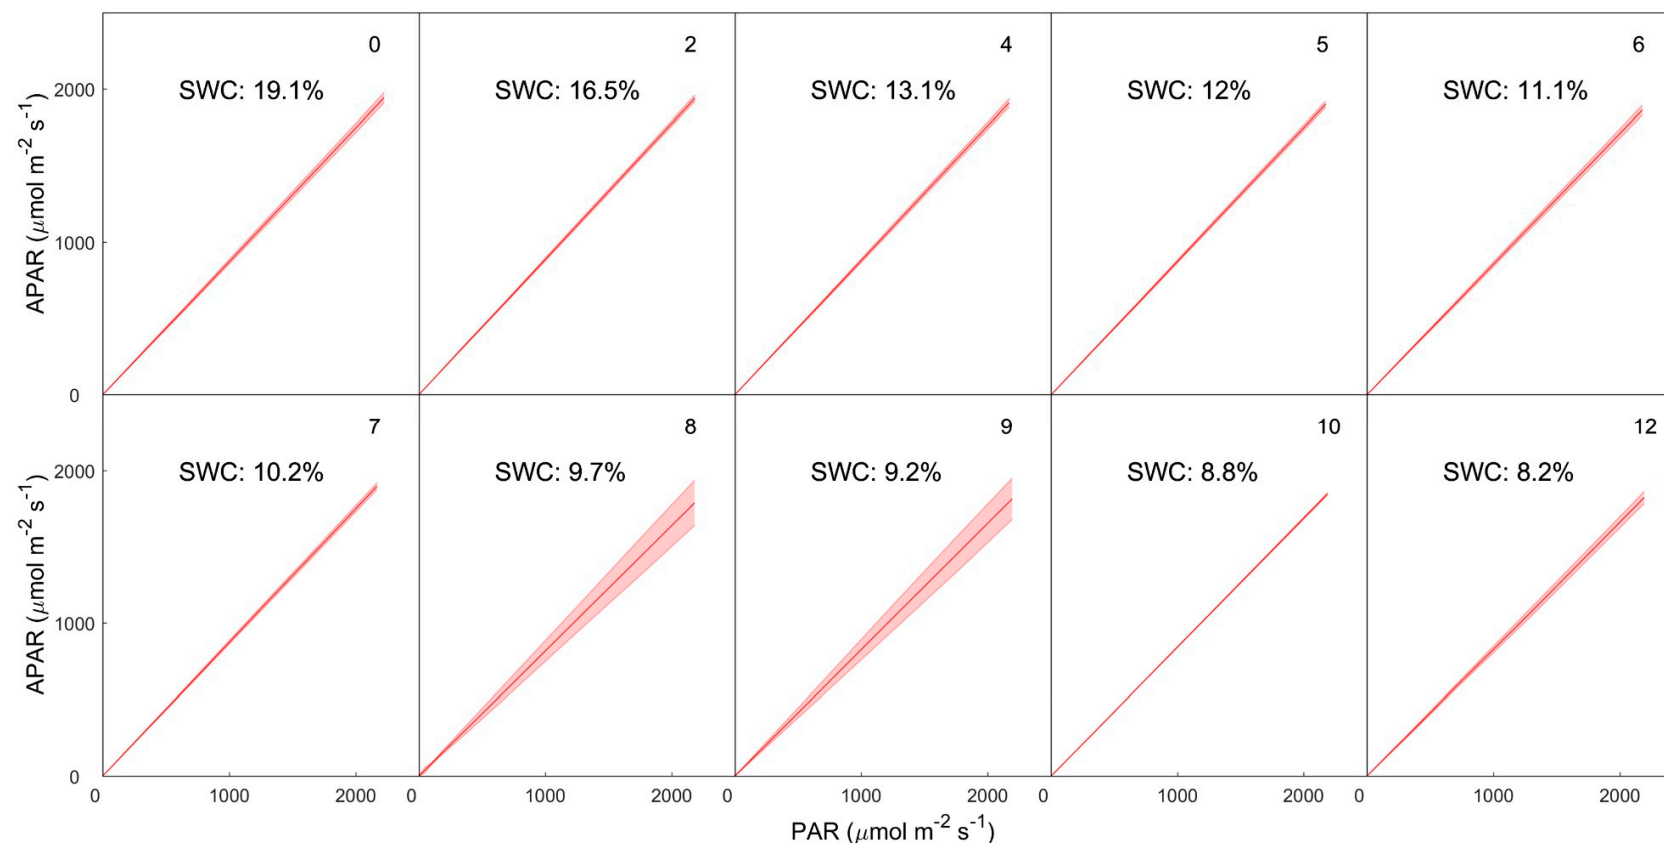 0
2
4
5
6
SWC: 19.1%
SWC: 16.5%
SWC: 13.1%
SWC: 12%
SWC: 11.1%
2000
1000
0
APAR (μmol m⁻² s⁻¹)
7
8
9
10
12
SWC: 10.2%
SWC: 9.7%
SWC: 9.2%
SWC: 8.8%
SWC: 8.2%
2000
1000
0
APAR (μmol m⁻² s⁻¹)
0 1000 2000 0 1000 2000 0 1000 2000 0 1000 2000 0 1000 2000
PAR (μmol m⁻² s⁻¹)